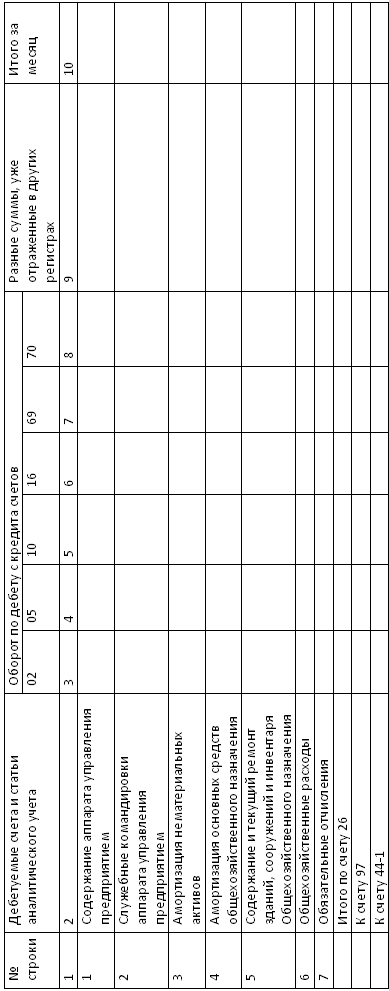 № строки
Дебетуемые счета и статьи аналитического учета
Оборот по дебету с кредита счетов
Разные суммы, уже отраженные в других регистрах
Итого за месяц
02 05 10 16 69 70
1 2 3 4 5 6 7 8 9 10
1 Содержание аппарата управления
предприятием
2 Служебные командировки
аппарата управления
предприятием
3 Амортизация нематериальных
активов
4 Амортизация основных средств
общехозяйственного назначения
5 Содержание и текущий ремонт
зданий, сооружений и инвентаря
Общехозяйственного назначения
6 Общехозяйственные расходы
7 Обязательные отчисления
Итого по счету 26
К счету 97
К счету 44-1